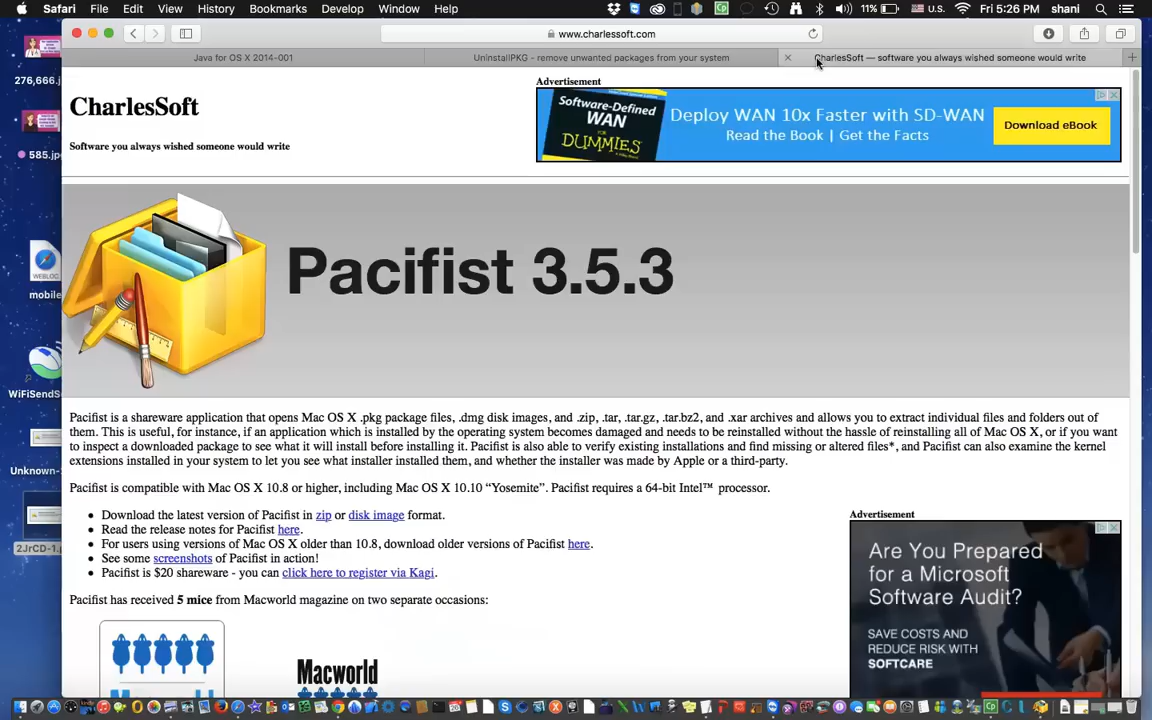 Safari File Edit View History Bookmarks Develop Window Help 11% U.S. Fri 5:26 PM shani
www.charlessoft.com
Java for OS X 2014-001 UninstallPKG - remove unwanted packages from your system CharlesSoft — software you always wished someone would write
276,666.j
585.jp
WEBLOC
mobile
WiFiSendS
Unknown-
2JrCD-1.j
CharlesSoft
Software you always wished someone would write
Advertisement
Software-Defined
WAN
FOR
DUMMIES
Deploy WAN 10x Faster with SD-WAN
Read the Book | Get the Facts
Download eBook
Pacifist 3.5.3
Pacifist is a shareware application that opens Mac OS X .pkg package files, .dmg disk images, and .zip, .tar, .tar.gz, .tar.bz2, and .xar archives and allows you to extract individual files and folders out of
them. This is useful, for instance, if an application which is installed by the operating system becomes damaged and needs to be reinstalled without the hassle of reinstalling all of Mac OS X, or if you want
to inspect a downloaded package to see what it will install before installing it. Pacifist is also able to verify existing installations and find missing or altered files*, and Pacifist can also examine the kernel
extensions installed in your system to let you see what installer installed them, and whether the installer was made by Apple or a third-party.
Pacifist is compatible with Mac OS X 10.8 or higher, including Mac OS X 10.10 “Yosemite”. Pacifist requires a 64-bit Intel™ processor.
Download the latest version of Pacifist in zip or disk image format.
Read the release notes for Pacifist here.
For users using versions of Mac OS X older than 10.8, download older versions of Pacifist here.
See some screenshots of Pacifist in action!
Pacifist is $20 shareware - you can click here to register via Kagi.
Pacifist has received 5 mice from Macworld magazine on two separate occasions:
Macworld
Advertisement
Are You Prepared
for a Microsoft
Software Audit?
SAVE COSTS AND
REDUCE RISK WITH
SOFTCARE